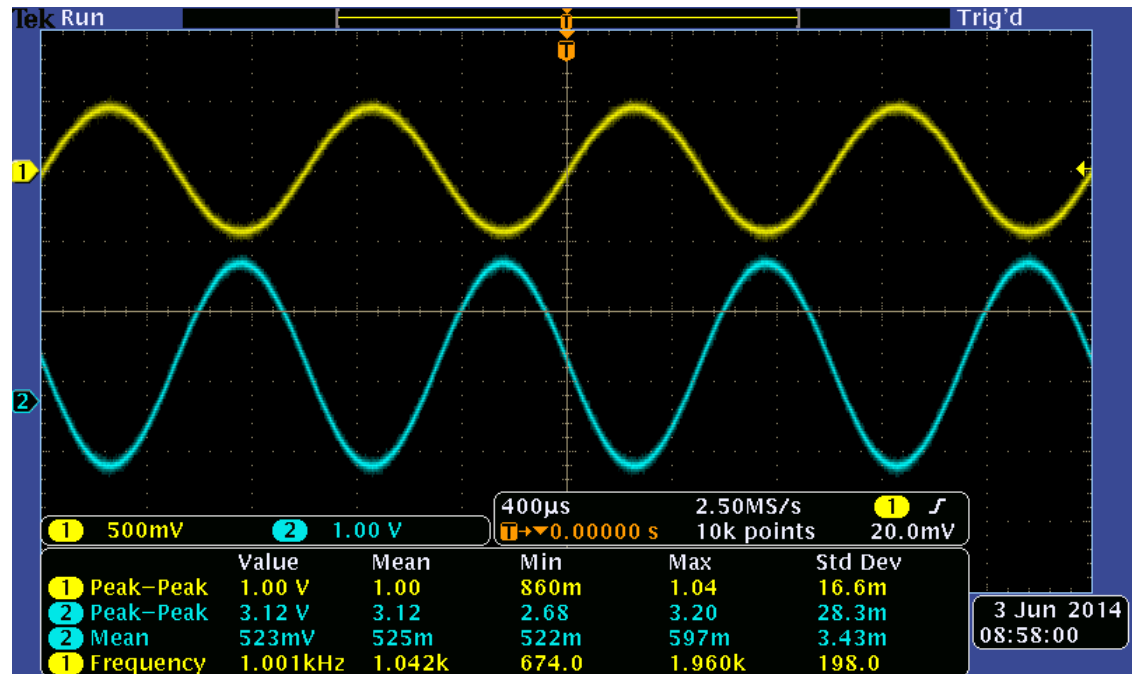 Tek Run Trig'd
T
T
1
2
400µs 2.50MS/s 1
1 500mV 2 1.00 V T→▼0.00000 s 10k points 20.0mV
Value Mean Min Max Std Dev
1 Peak−Peak 1.00 V 1.00 860m 1.04 16.6m
2 Peak−Peak 3.12 V 3.12 2.68 3.20 28.3m
2 Mean 523mV 525m 522m 597m 3.43m
1 Frequency 1.001kHz 1.042k 674.0 1.960k 198.0
3 Jun 2014
08:58:00